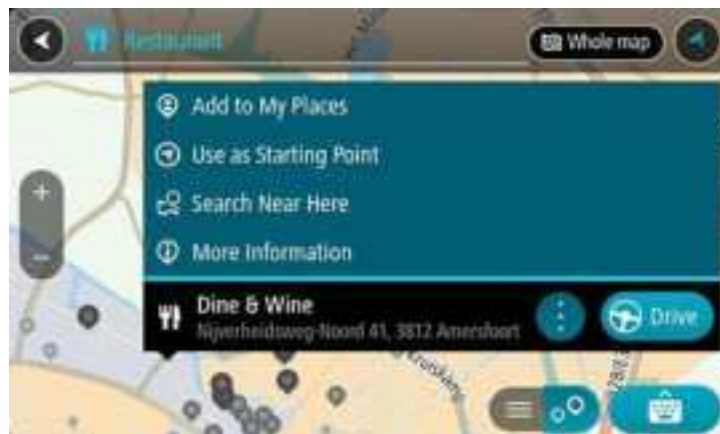 Restaurant
Whole map
Add to My Places
Use as Starting Point
Search Near Here
More Information
Dine & Wine
Nijverheidsweg-Noord 41, 3812 Amersfoort
Drive